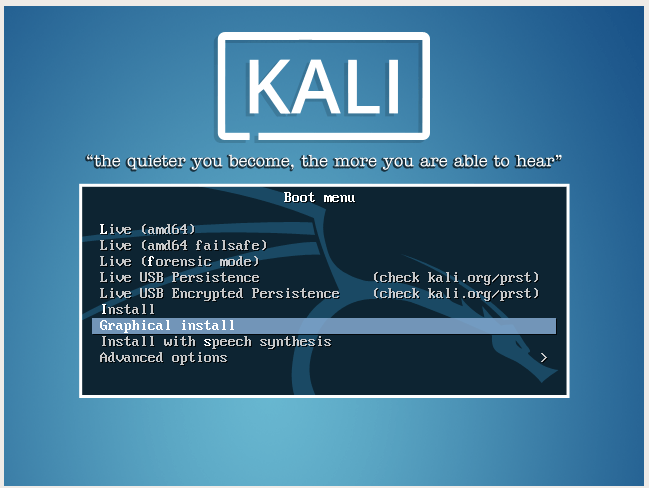 KALI
“the quieter you become, the more you are able to hear”
Boot menu
Live (amd64)
Live (amd64 failsafe)
Live (forensic mode)
Live USB Persistence (check kali.org/prst)
Live USB Encrypted Persistence (check kali.org/prst)
Install
Graphical install
Install with speech synthesis
Advanced options >